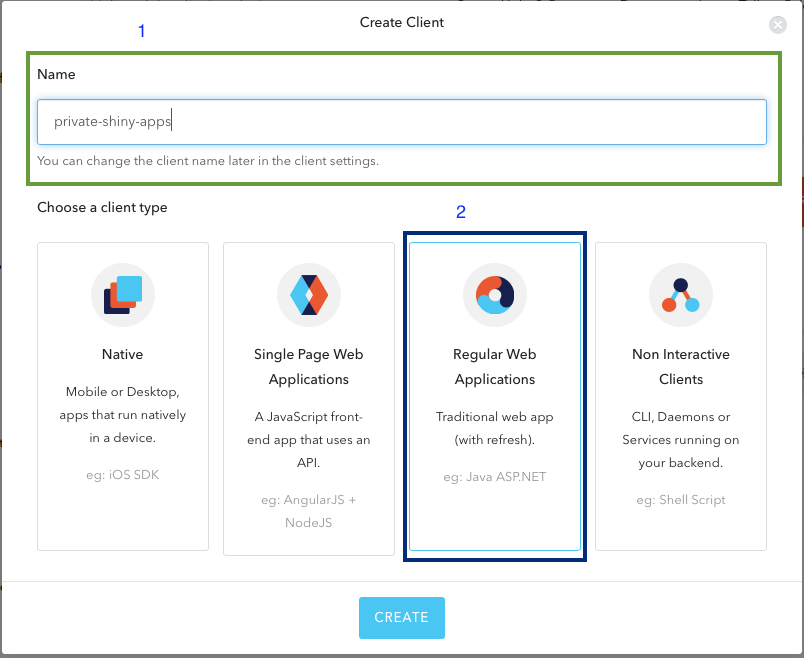 Create Client
1
Name
private-shiny-apps
You can change the client name later in the client settings.
Choose a client type
2
Native
Mobile or Desktop,
apps that run natively
in a device.
eg: iOS SDK
Single Page Web
Applications
A JavaScript front-
end app that uses an
API.
eg: AngularJS +
NodeJS
Regular Web
Applications
Traditional web app
(with refresh).
eg: Java ASP.NET
Non Interactive
Clients
CLI, Daemons or
Services running on
your backend.
eg: Shell Script
CREATE